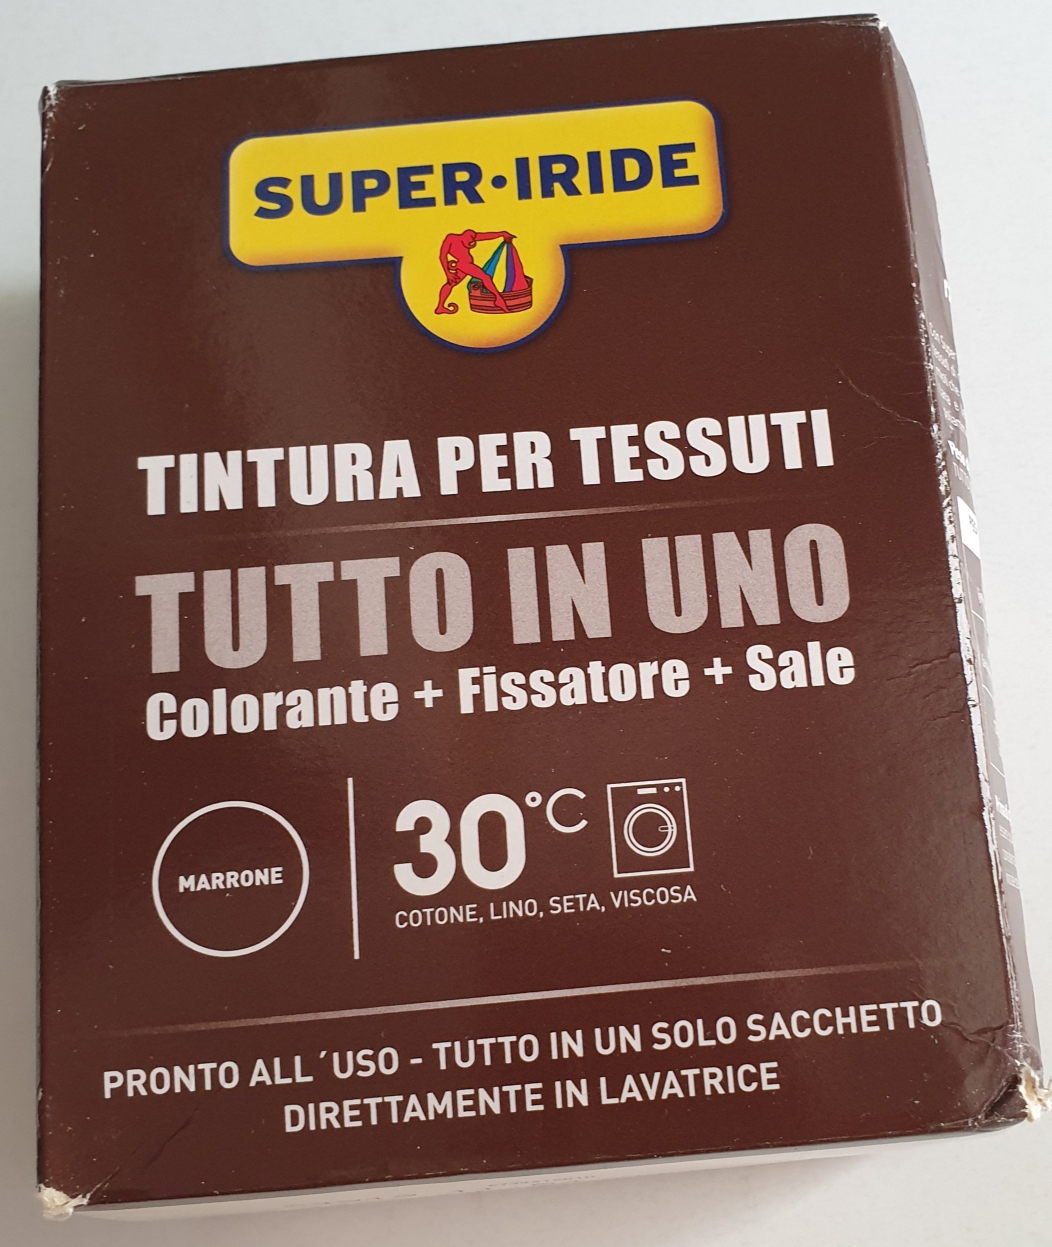 SUPER•IRIDE
TINTURA PER TESSUTI
TUTTO IN UNO
Colorante + Fissatore + Sale
MARRONE
30°C
COTONE, LINO, SETA, VISCOSA
PRONTO ALL´USO - TUTTO IN UN SOLO SACCHETTO
DIRETTAMENTE IN LAVATRICE